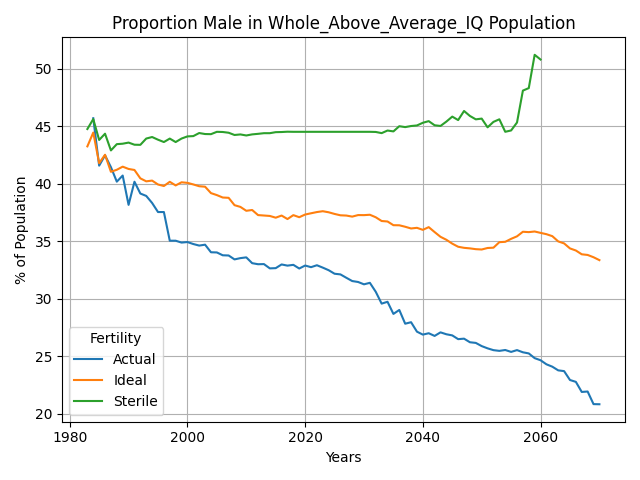 Proportion Male in Whole_Above_Average_IQ Population
% of Population
50
45
40
35
30
25
20
Fertility
Actual
Ideal
Sterile
1980 2000 2020 2040 2060
Years